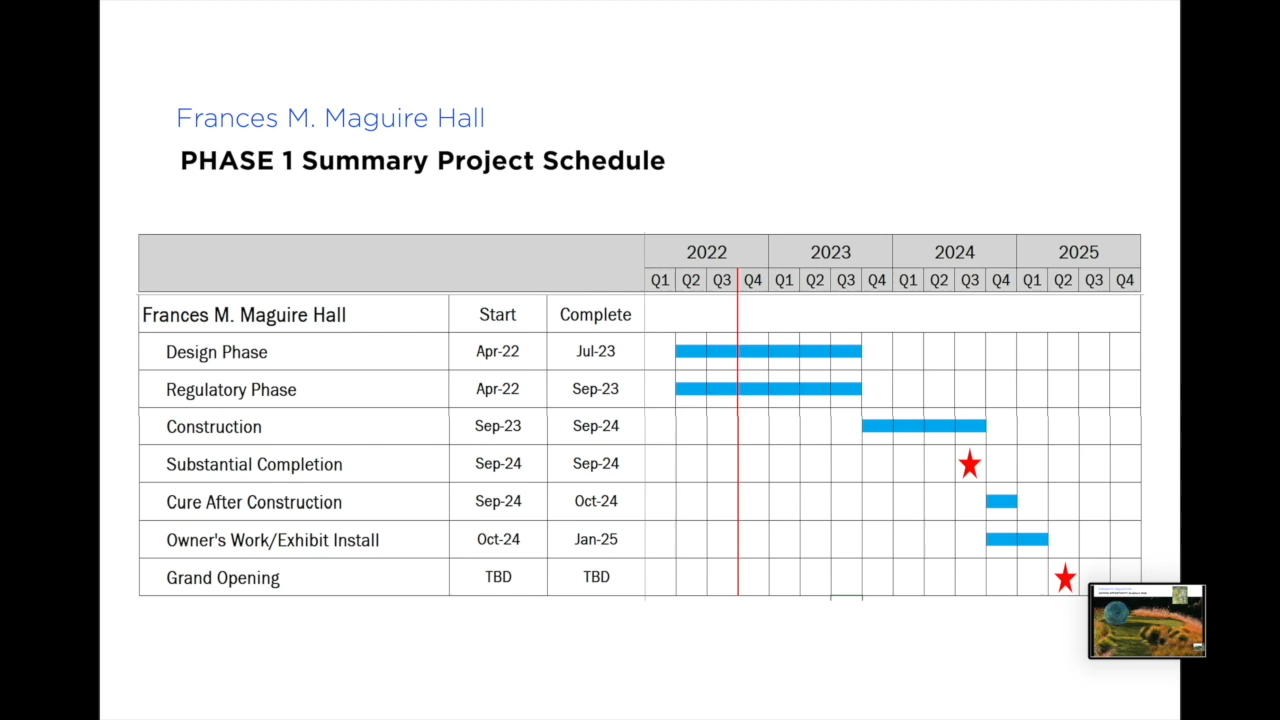 Frances M. Maguire Hall
PHASE 1 Summary Project Schedule
2022 2023 2024 2025
Q1 Q2 Q3 Q4 Q1 Q2 Q3 Q4 Q1 Q2 Q3 Q4 Q1 Q2 Q3 Q4
Frances M. Maguire Hall Start Complete
Design Phase Apr-22 Jul-23
Regulatory Phase Apr-22 Sep-23
Construction Sep-23 Sep-24
Substantial Completion Sep-24 Sep-24
Cure After Construction Sep-24 Oct-24
Owner's Work/Exhibit Install Oct-24 Jan-25
Grand Opening TBD TBD